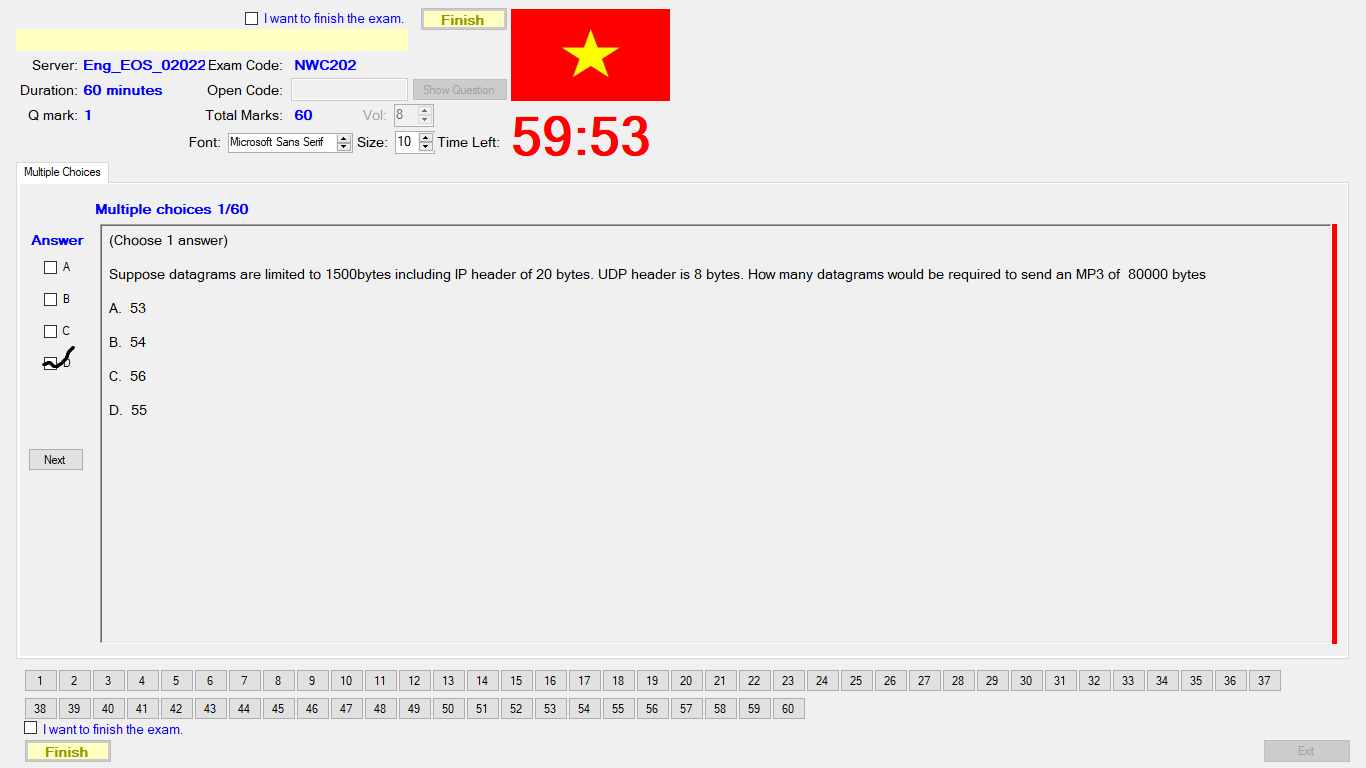 I want to finish the exam. Finish
Server: Eng_EOS_02022 Exam Code: NWC202
Duration: 60 minutes Open Code: Show Question
Q mark: 1 Total Marks: 60 Vol: 8
Font: Microsoft Sans Serif Size: 10 Time Left: 59:53
Multiple Choices
Multiple choices 1/60
Answer
A
B
C
D
Next
(Choose 1 answer)
Suppose datagrams are limited to 1500bytes including IP header of 20 bytes. UDP header is 8 bytes. How many datagrams would be required to send an MP3 of 80000 bytes
A. 53
B. 54
C. 56
D. 55
1 2 3 4 5 6 7 8 9 10 11 12 13 14 15 16 17 18 19 20 21 22 23 24 25 26 27 28 29 30 31 32 33 34 35 36 37
38 39 40 41 42 43 44 45 46 47 48 49 50 51 52 53 54 55 56 57 58 59 60
I want to finish the exam.
Finish Exit